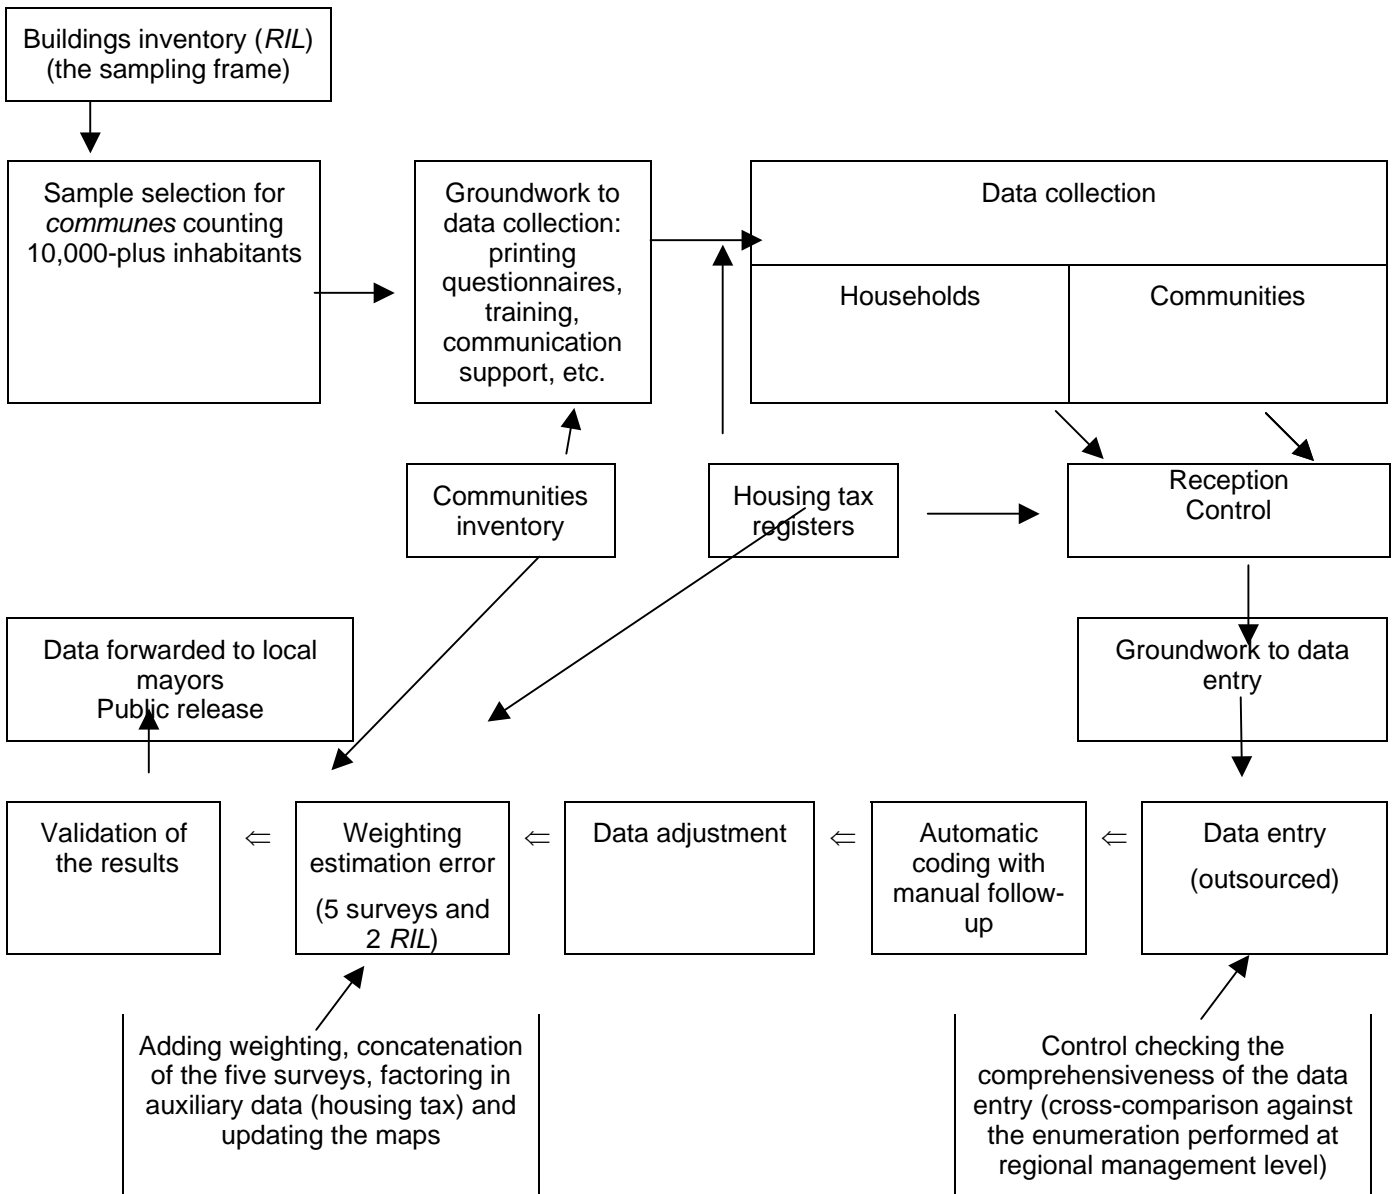 Buildings inventory (RIL)
(the sampling frame)
Sample selection for
communes counting
10,000-plus inhabitants
Groundwork to
data collection:
printing
questionnaires,
training,
communication
support, etc.
Data collection
Households
Communities
Communities
inventory
Housing tax
registers
Reception
Control
Data forwarded to local
mayors
Public release
Groundwork to data
entry
Validation of
the results
⇐
Weighting
estimation error
(5 surveys and
2 RIL)
⇐
Data adjustment
⇐
Automatic
coding with
manual follow-
up
⇐
Data entry
(outsourced)
Adding weighting, concatenation
of the five surveys, factoring in
auxiliary data (housing tax) and
updating the maps
Control checking the
comprehensiveness of the data
entry (cross-comparison against
the enumeration performed at
regional management level)